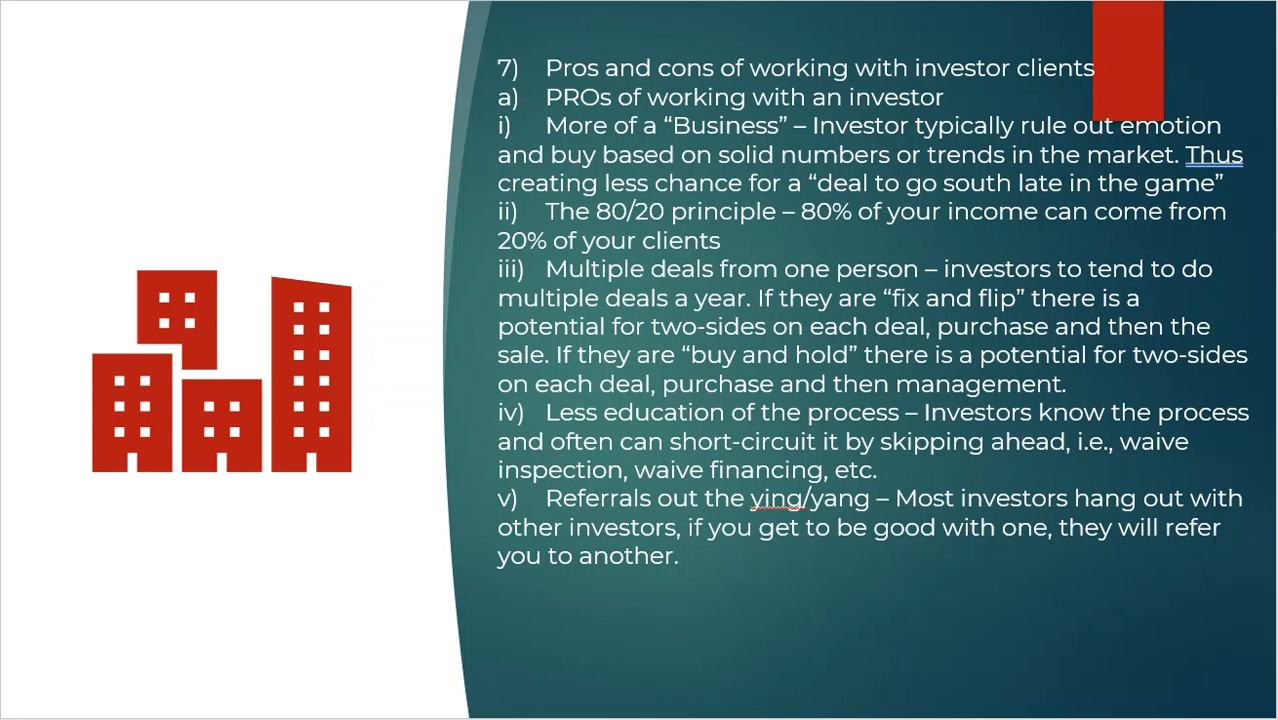 7) Pros and cons of working with investor clients
a) PROs of working with an investor
i) More of a “Business” – Investor typically rule out emotion
and buy based on solid numbers or trends in the market. Thus
creating less chance for a “deal to go south late in the game”
ii) The 80/20 principle – 80% of your income can come from
20% of your clients
iii) Multiple deals from one person – investors to tend to do
multiple deals a year. If they are “fix and flip” there is a
potential for two-sides on each deal, purchase and then the
sale. If they are “buy and hold” there is a potential for two-sides
on each deal, purchase and then management.
iv) Less education of the process – Investors know the process
and often can short-circuit it by skipping ahead, i.e., waive
inspection, waive financing, etc.
v) Referrals out the ying/yang – Most investors hang out with
other investors, if you get to be good with one, they will refer
you to another.